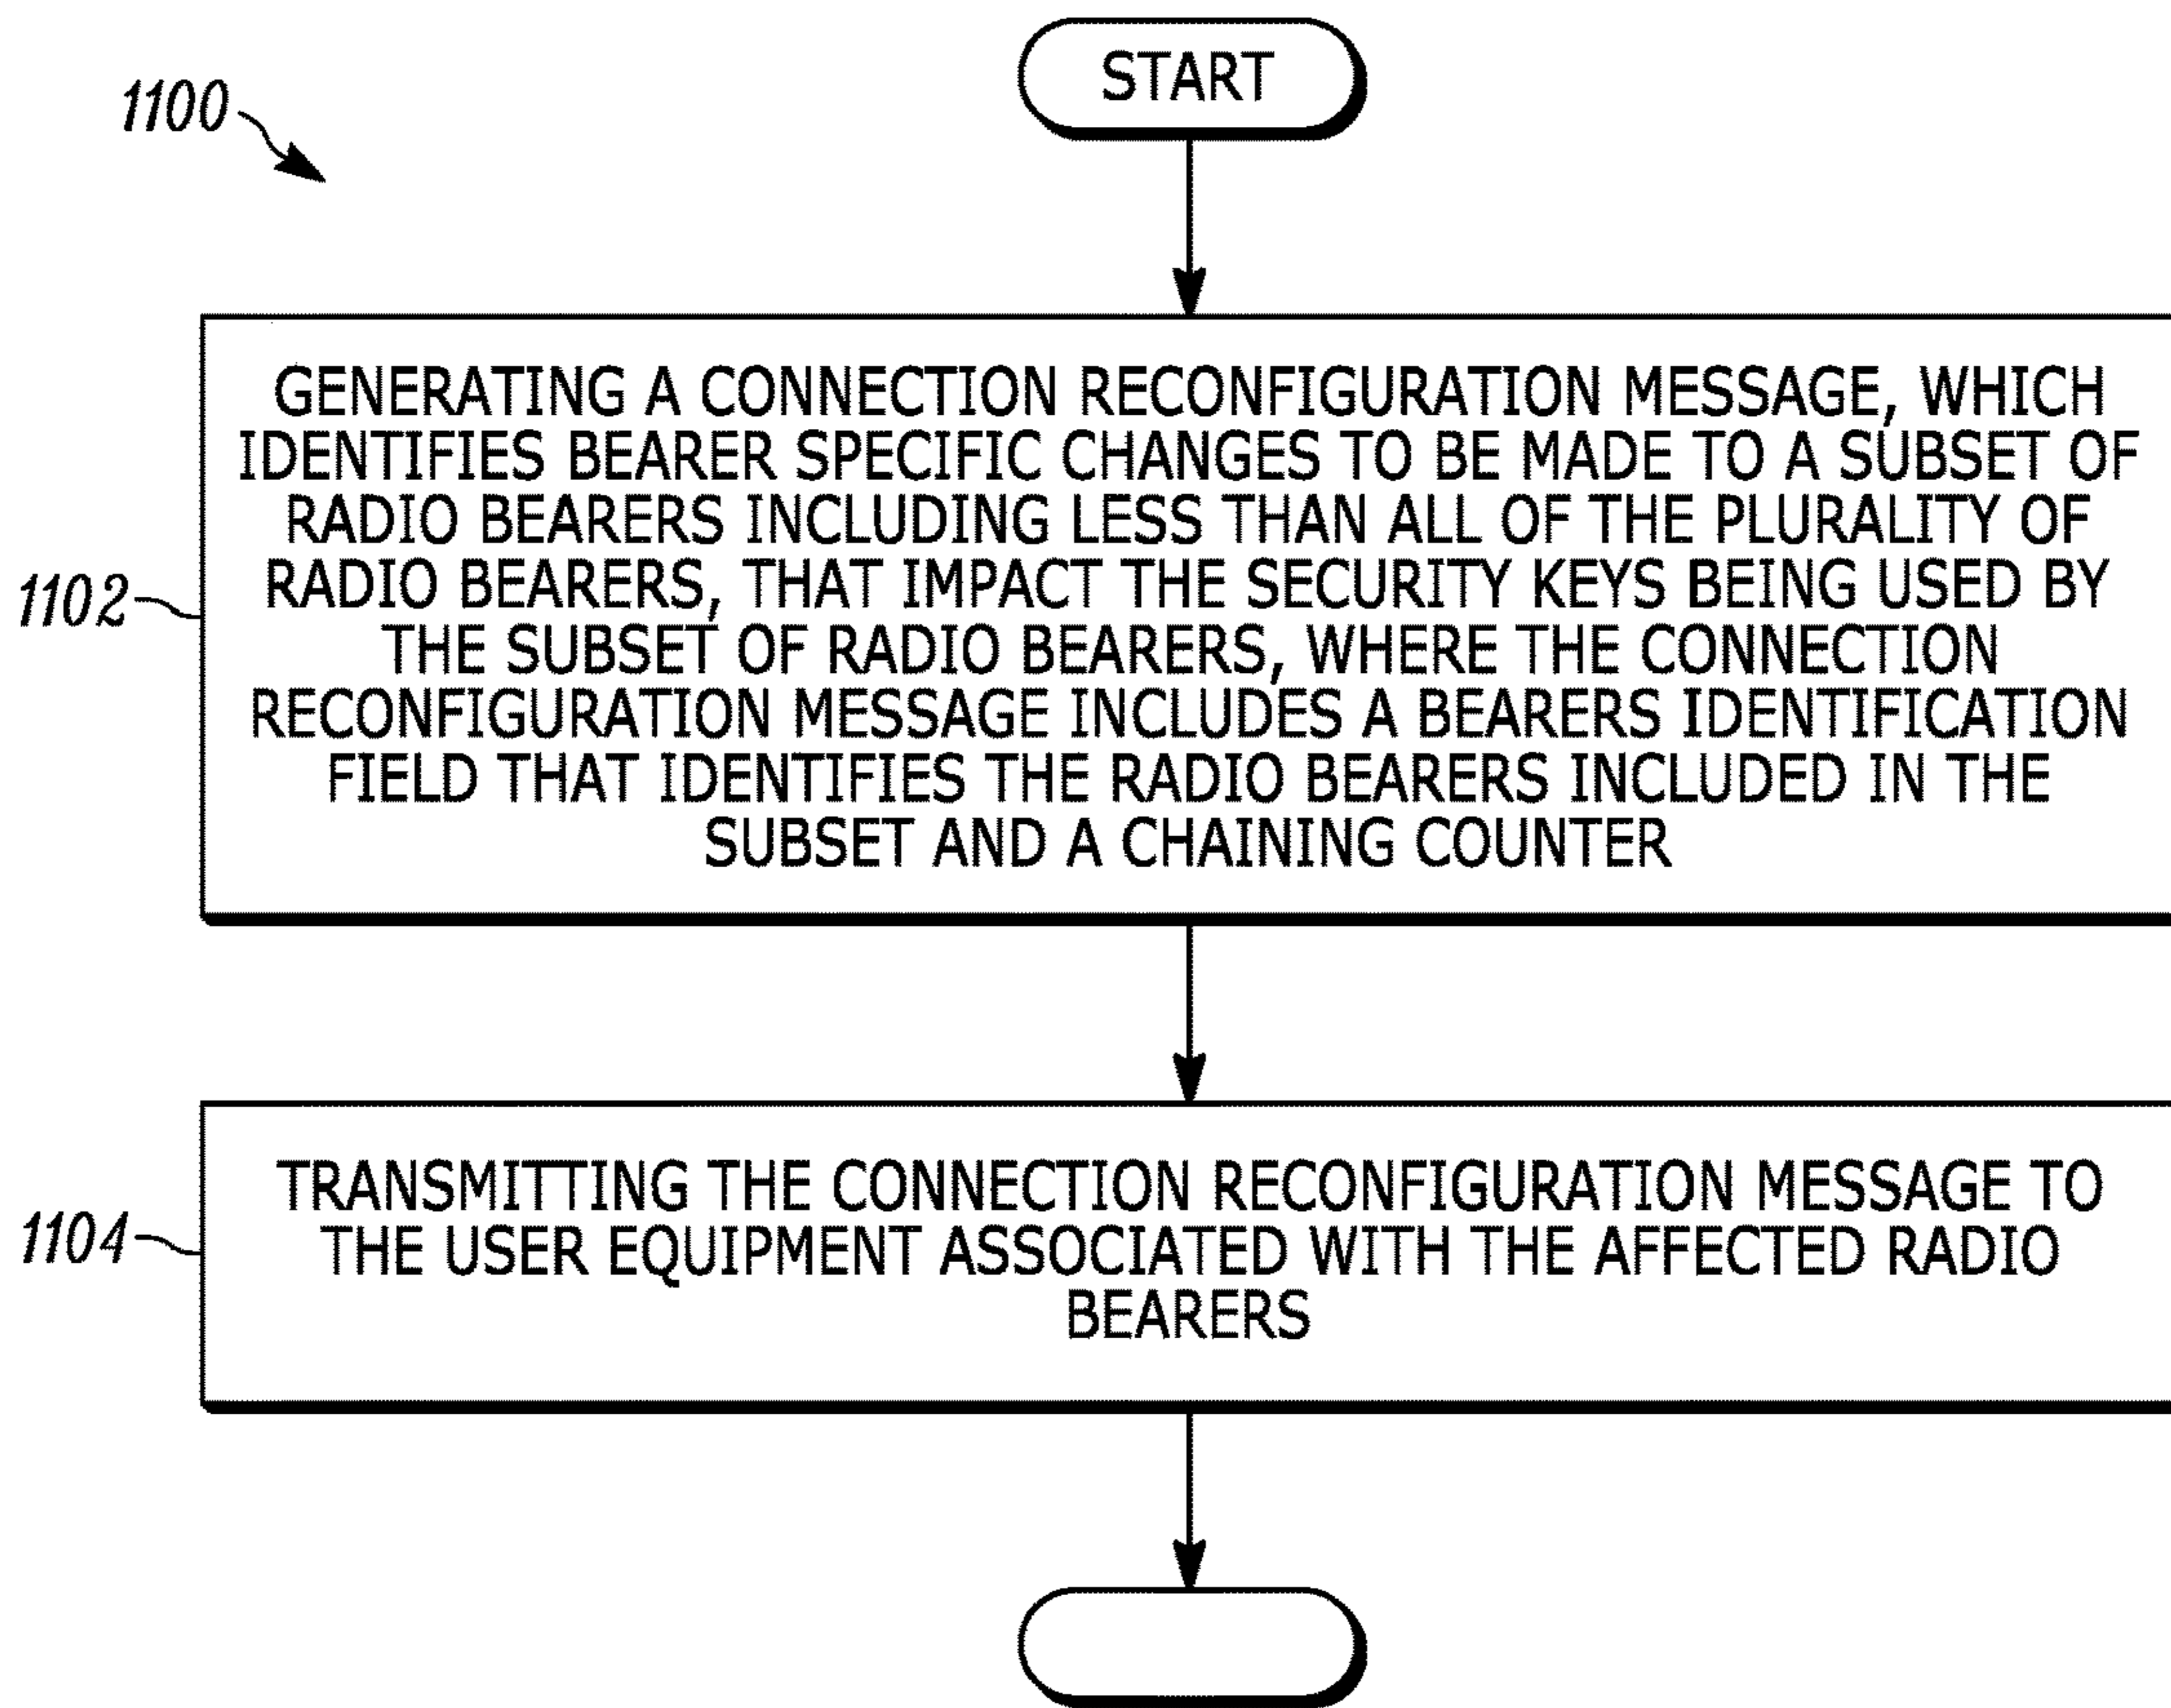 START
1100
GENERATING A CONNECTION RECONFIGURATION MESSAGE, WHICH
IDENTIFIES BEARER SPECIFIC CHANGES TO BE MADE TO A SUBSET OF
RADIO BEARERS INCLUDING LESS THAN ALL OF THE PLURALITY OF
RADIO BEARERS, THAT IMPACT THE SECURITY KEYS BEING USED BY
THE SUBSET OF RADIO BEARERS, WHERE THE CONNECTION
RECONFIGURATION MESSAGE INCLUDES A BEARERS IDENTIFICATION
FIELD THAT IDENTIFIES THE RADIO BEARERS INCLUDED IN THE
SUBSET AND A CHAINING COUNTER
1102
TRANSMITTING THE CONNECTION RECONFIGURATION MESSAGE TO
THE USER EQUIPMENT ASSOCIATED WITH THE AFFECTED RADIO
BEARERS
1104